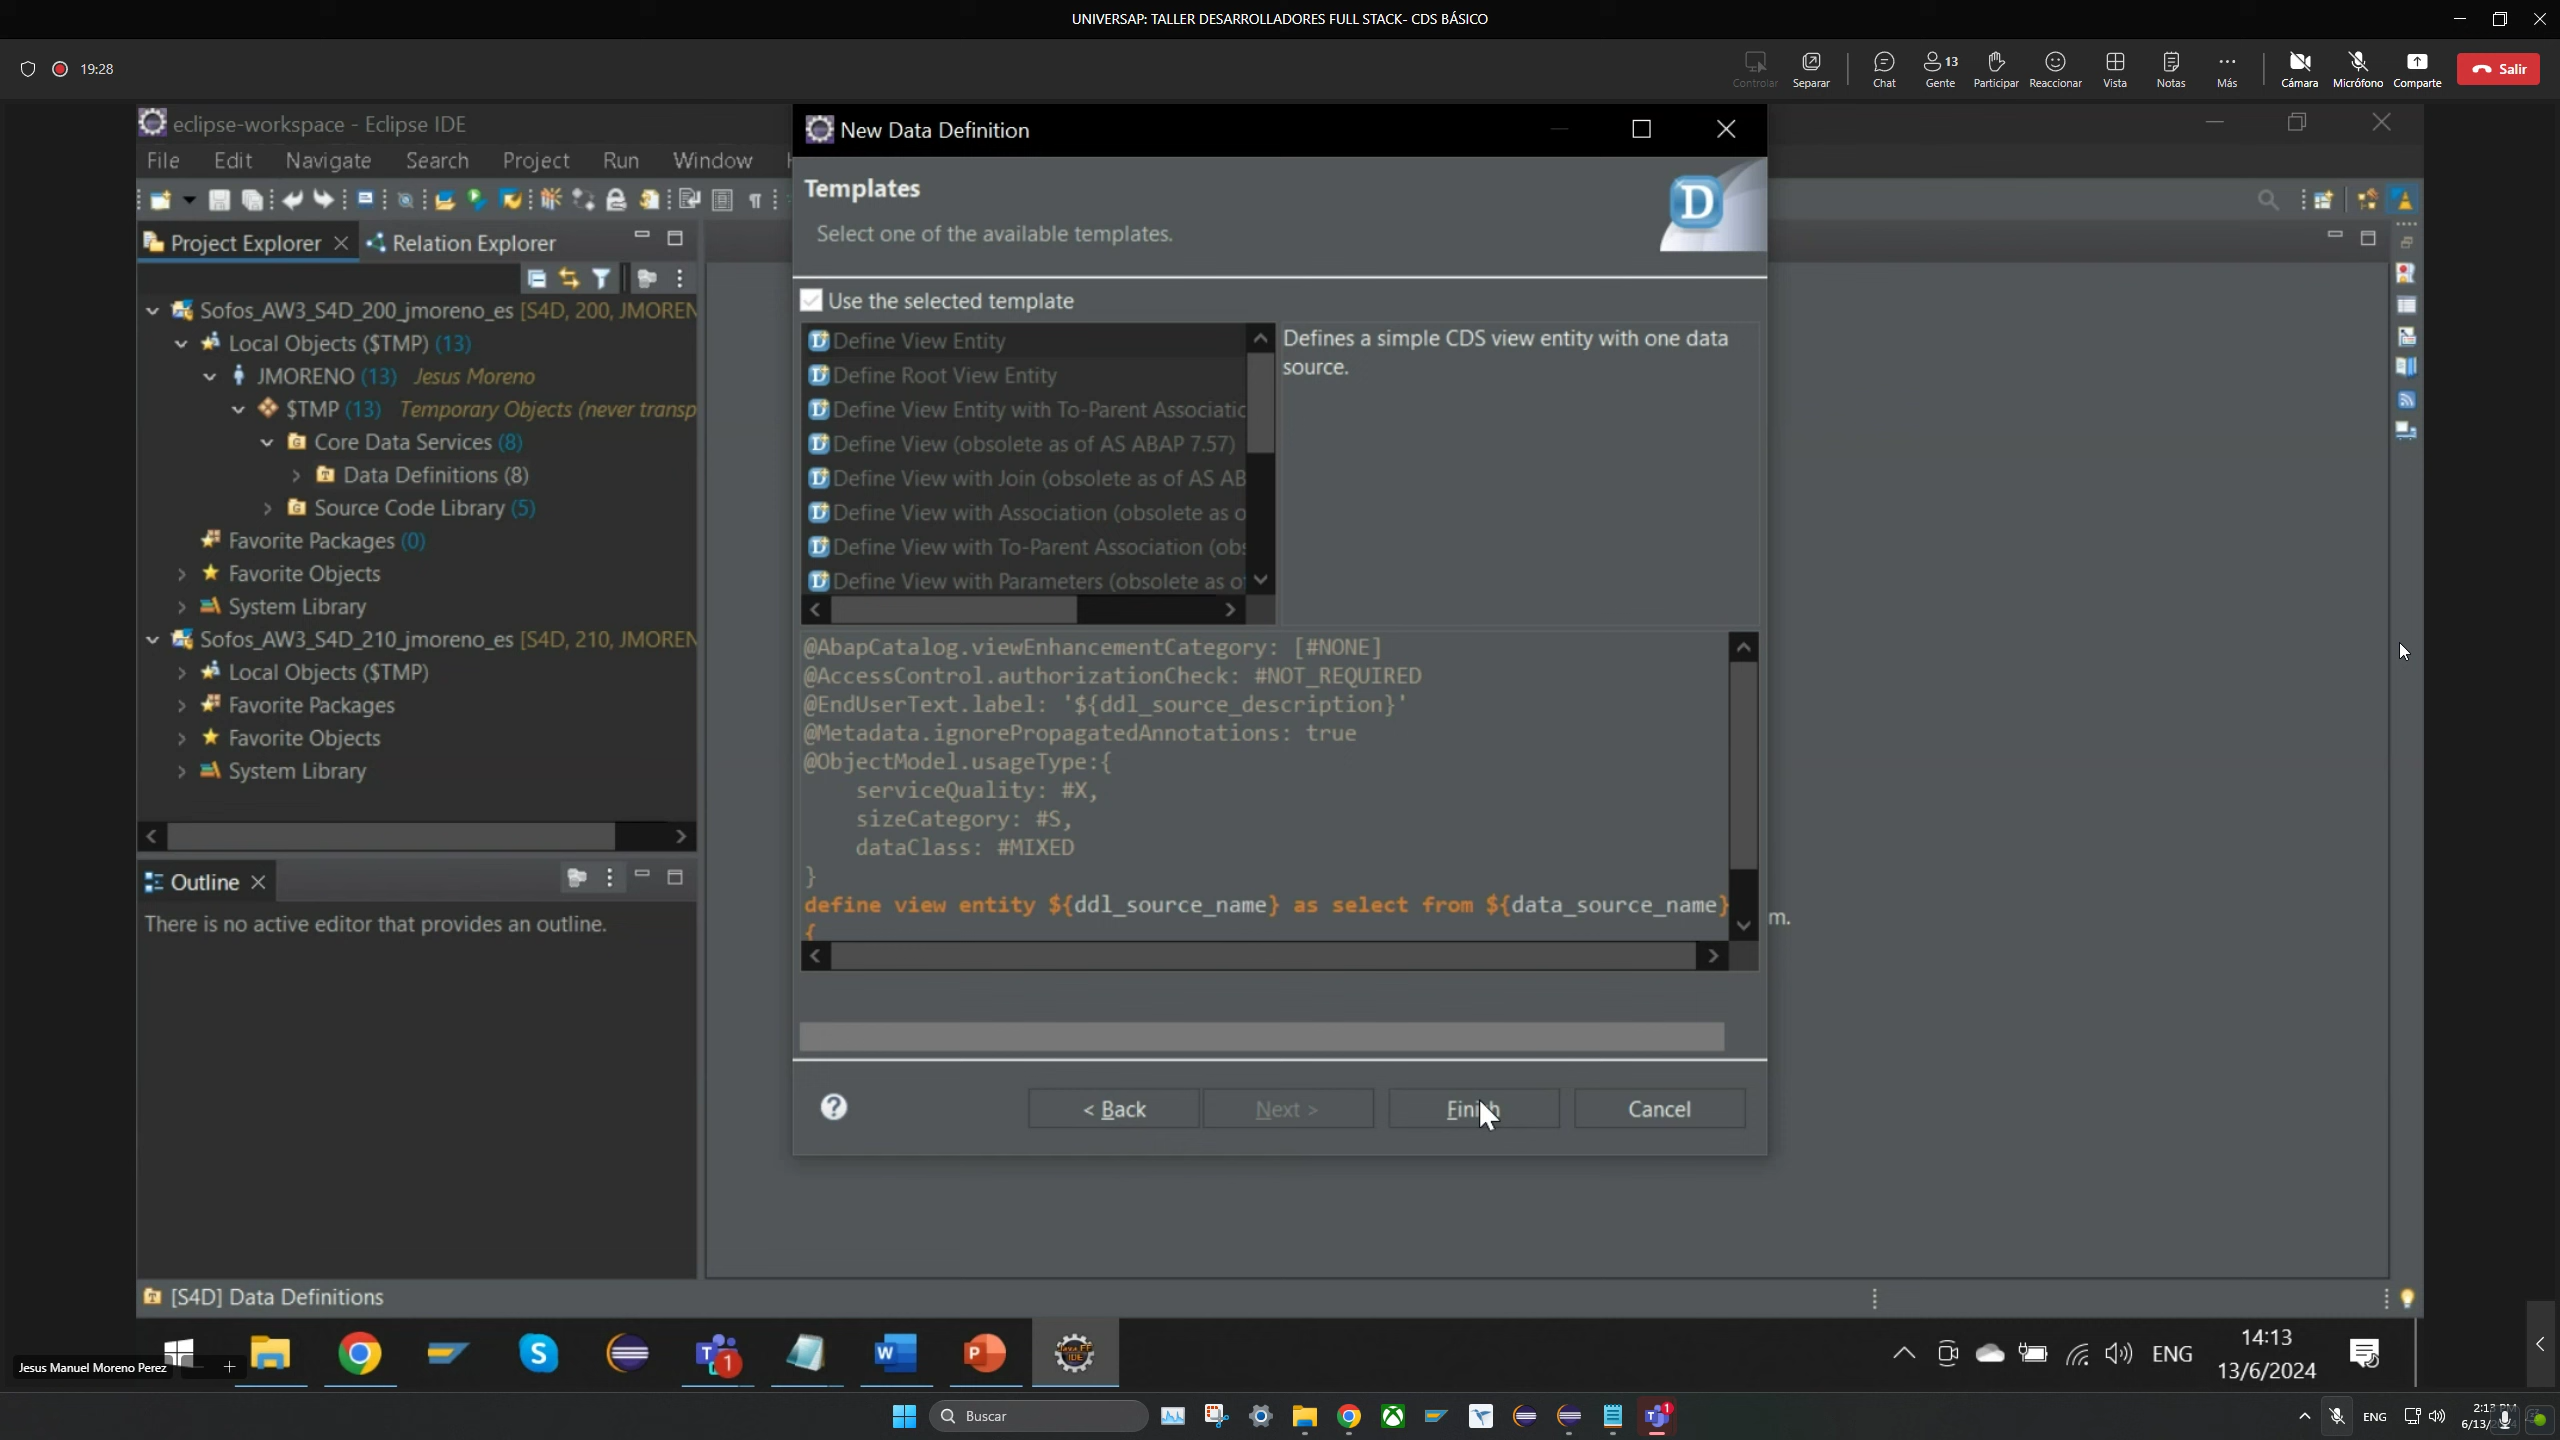 UNIVERSAP: TALLER DESARROLLADORES FULL STACK- CDS BÁSICO
19:28
Controlar
Separar
Chat
13
Gente
Participar
Reaccionar
Vista
Notas
Más
Cámara
Micrófono
Comparte
Salir
eclipse-workspace - Eclipse IDE
File Edit Navigate Search Project Run Window
Project Explorer
Relation Explorer
Sofos_AW3_S4D_200_jmoreno_es [S4D, 200, JMOREN
Local Objects ($TMP) (13)
JMORENO (13) Jesus Moreno
$TMP (13) Temporary Objects (never transp
Core Data Services (8)
Data Definitions (8)
Source Code Library (5)
Favorite Packages (0)
Favorite Objects
System Library
Sofos_AW3_S4D_210_jmoreno_es [S4D, 210, JMOREN
Local Objects ($TMP)
Favorite Packages
Favorite Objects
System Library
Outline
There is no active editor that provides an outline.
New Data Definition
Templates
Select one of the available templates.
D
Use the selected template
Define View Entity
Define Root View Entity
Define View Entity with To-Parent Associatic
Define View (obsolete as of AS ABAP 7.57)
Define View with Join (obsolete as of AS AB
Define View with Association (obsolete as o
Define View with To-Parent Association (obs
Define View with Parameters (obsolete as o
Defines a simple CDS view entity with one data
source.
@AbapCatalog.viewEnhancementCategory: [#NONE]
@AccessControl.authorizationCheck: #NOT_REQUIRED
@EndUserText.label: '${ddl_source_description}'
@Metadata.ignorePropagatedAnnotations: true
@ObjectModel.usageType:{
serviceQuality: #X,
sizeCategory: #S,
dataClass: #MIXED
}
define view entity ${ddl_source_name} as select from ${data_source_name}
{
m.
< Back
Next >
Finish
Cancel
[S4D] Data Definitions
Jesus Manuel Moreno Perez
1
ENG
14:13
13/6/2024
Buscar
1
ENG